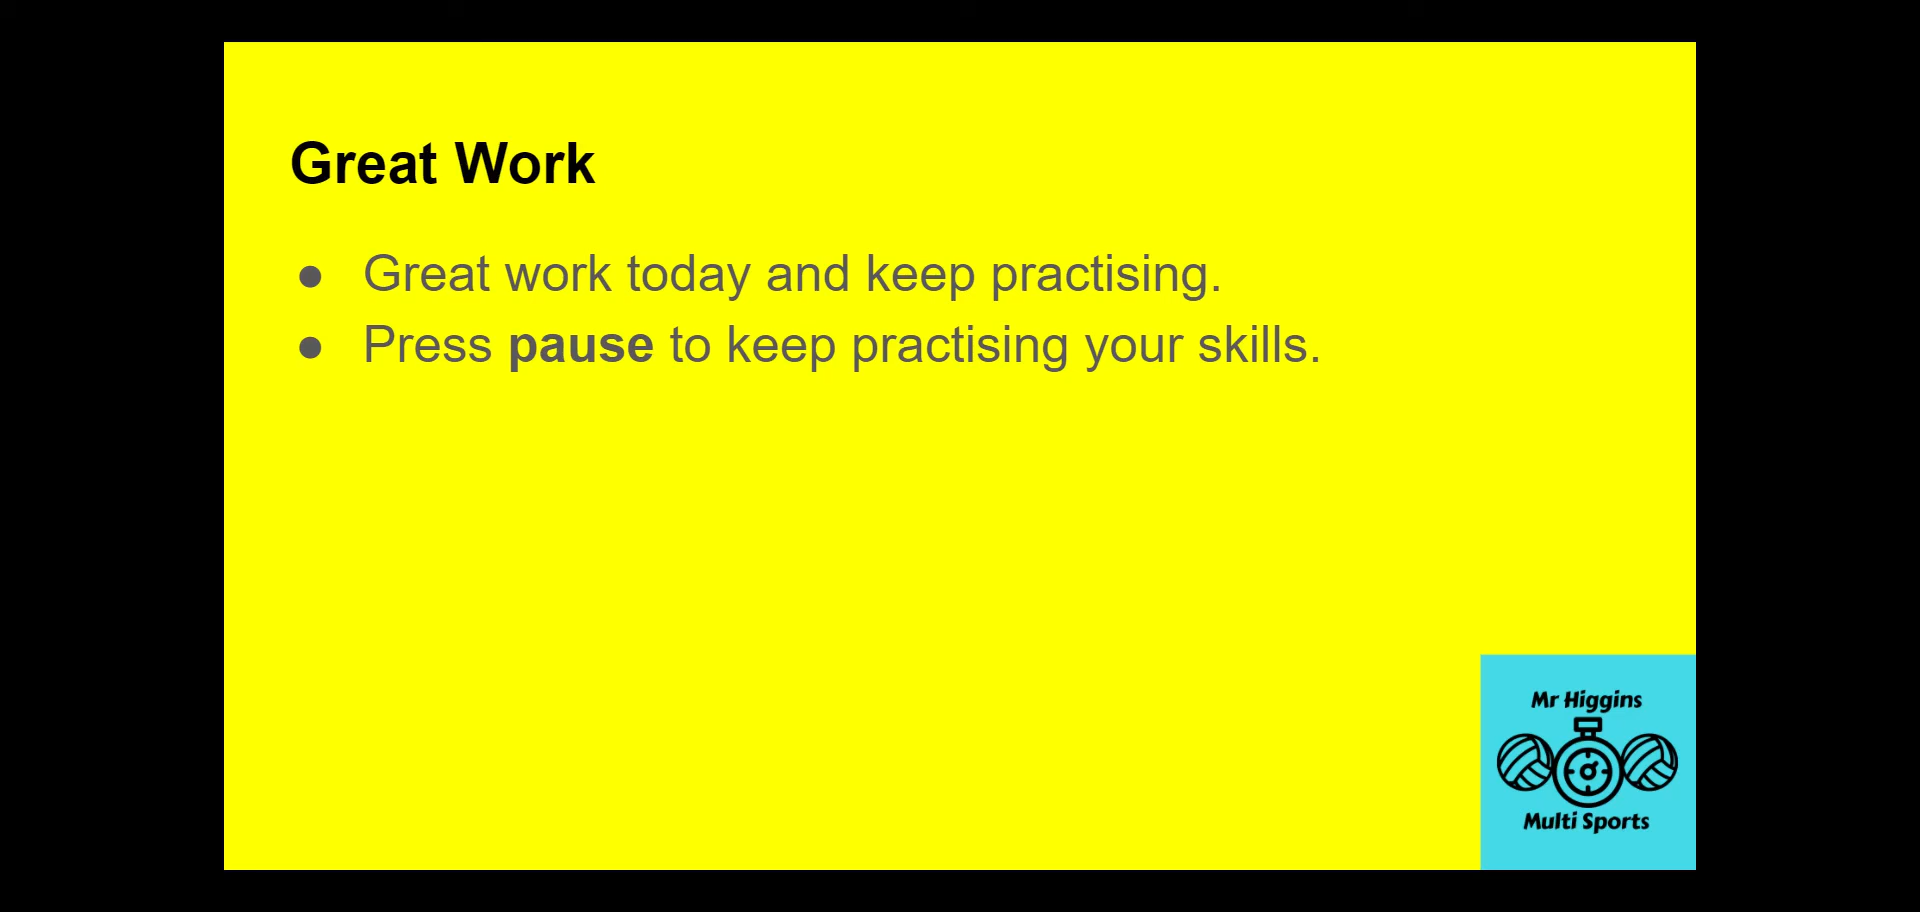 Great Work
● Great work today and keep practising.
● Press pause to keep practising your skills.
Mr Higgins
Multi Sports